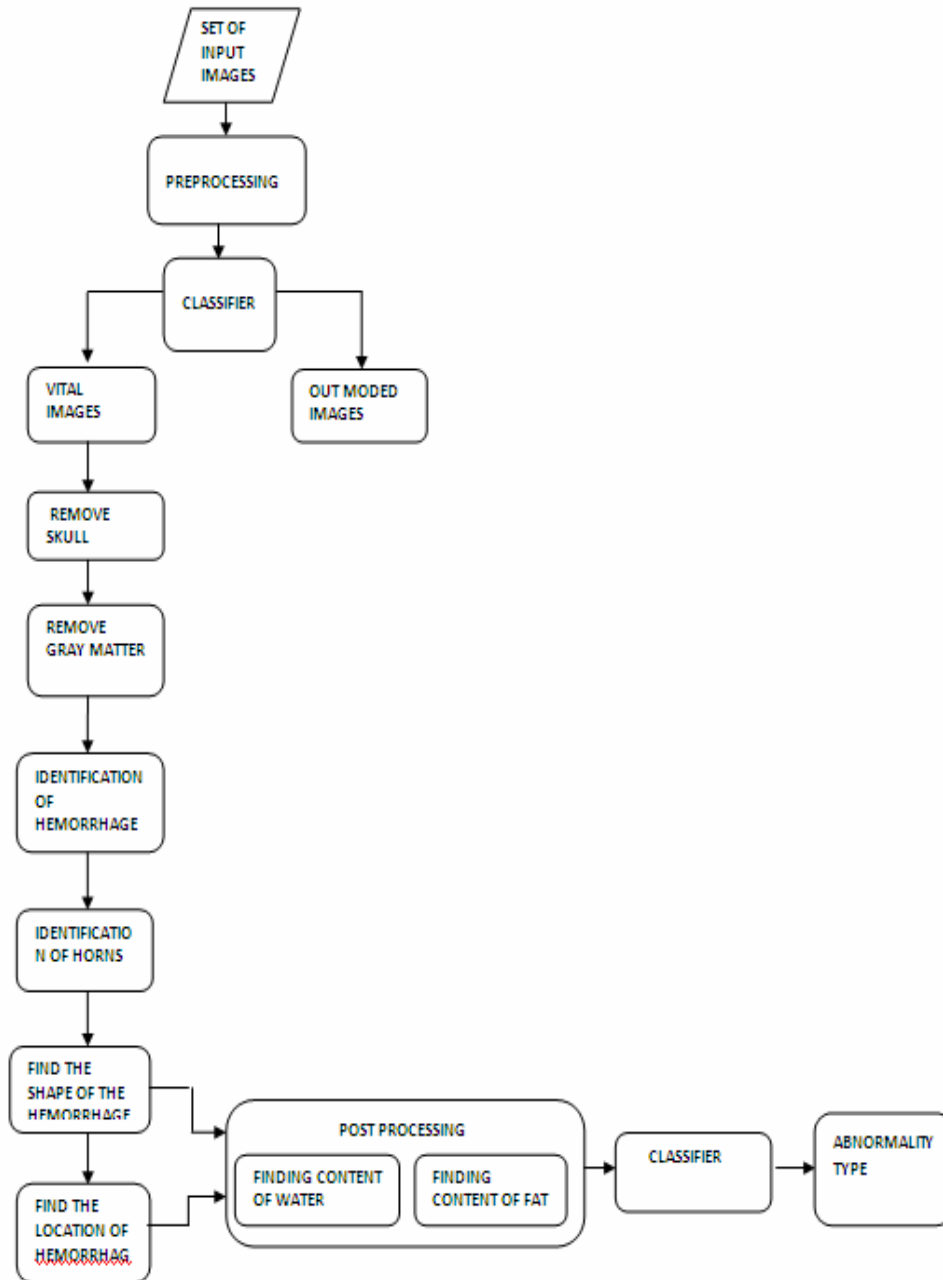 SET OF
INPUT
IMAGES
PREPROCESSING
CLASSIFIER
VITAL
IMAGES
OUT MODED
IMAGES
REMOVE
SKULL
REMOVE
GRAY MATTER
IDENTIFICATION
OF
HEMORRHAGE
IDENTIFICATIO
N OF HORNS
FIND THE
SHAPE OF THE
HEMORRHAGE
FIND THE
LOCATION OF
HEMORRHAG
POST PROCESSING
FINDING CONTENT
OF WATER
FINDING
CONTENT OF FAT
CLASSIFIER
ABNORMALITY
TYPE